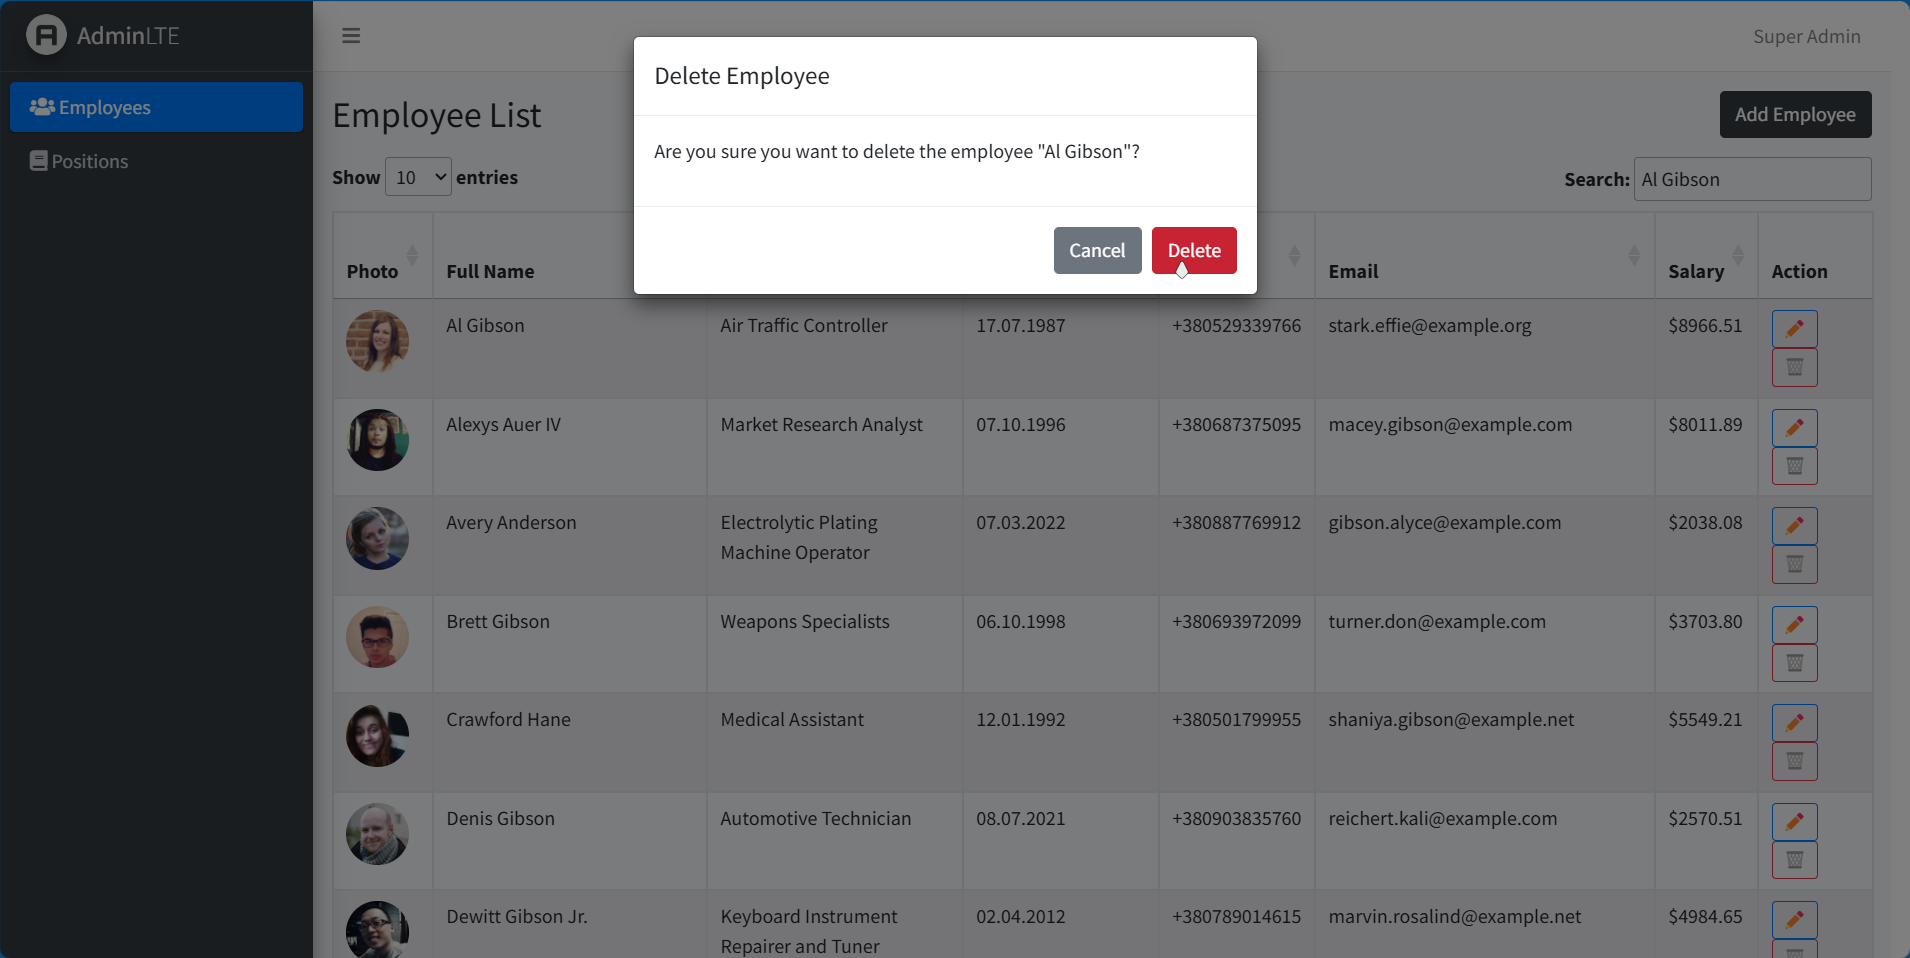 AdminLTE
Super Admin
Employees
Positions
Delete Employee
Are you sure you want to delete the employee "Al Gibson"?
Cancel Delete
Employee List
Add Employee
Show 10 entries
Search: Al Gibson
Photo Full Name Email Salary Action
Al Gibson Air Traffic Controller 17.07.1987 +380529339766 stark.effie@example.org $8966.51
Alexys Auer IV Market Research Analyst 07.10.1996 +380687375095 macey.gibson@example.com $8011.89
Avery Anderson Electrolytic Plating 07.03.2022 +380887769912 gibson.alyce@example.com $2038.08
Machine Operator
Brett Gibson Weapons Specialists 06.10.1998 +380693972099 turner.don@example.com $3703.80
Crawford Hane Medical Assistant 12.01.1992 +380501799955 shaniya.gibson@example.net $5549.21
Denis Gibson Automotive Technician 08.07.2021 +380903835760 reichert.kali@example.com $2570.51
Dewitt Gibson Jr. Keyboard Instrument 02.04.2012 +380789014615 marvin.rosalind@example.net $4984.65
Repairer and Tuner